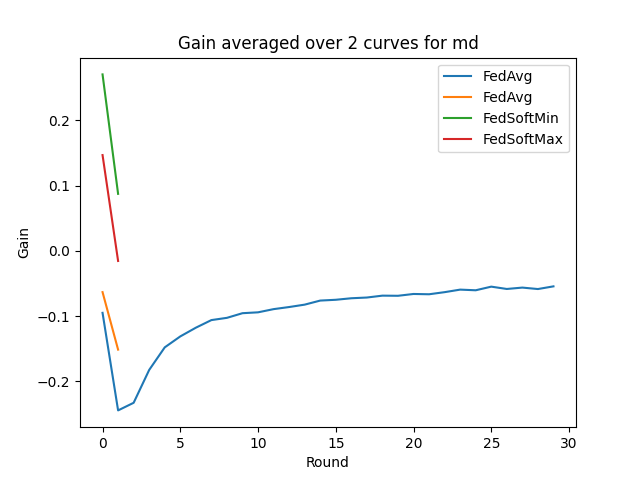 Gain averaged over 2 curves for md
FedAvg
FedAvg
FedSoftMin
FedSoftMax
Gain
0.2
0.1
0.0
−0.1
−0.2
0 5 10 15 20 25 30
Round